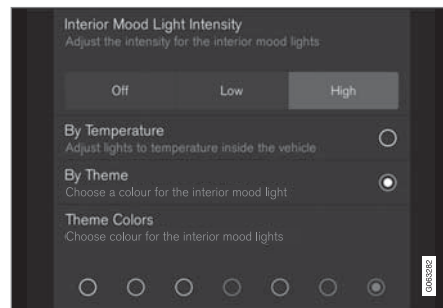 Interior Mood Light Intensity
Adjust the intensity for the interior mood lights
Off Low High
By Temperature
Adjust lights to temperature inside the vehicle
By Theme
Choose a colour for the interior mood light
Theme Colors
Choose colour for the interior mood lights
G063282